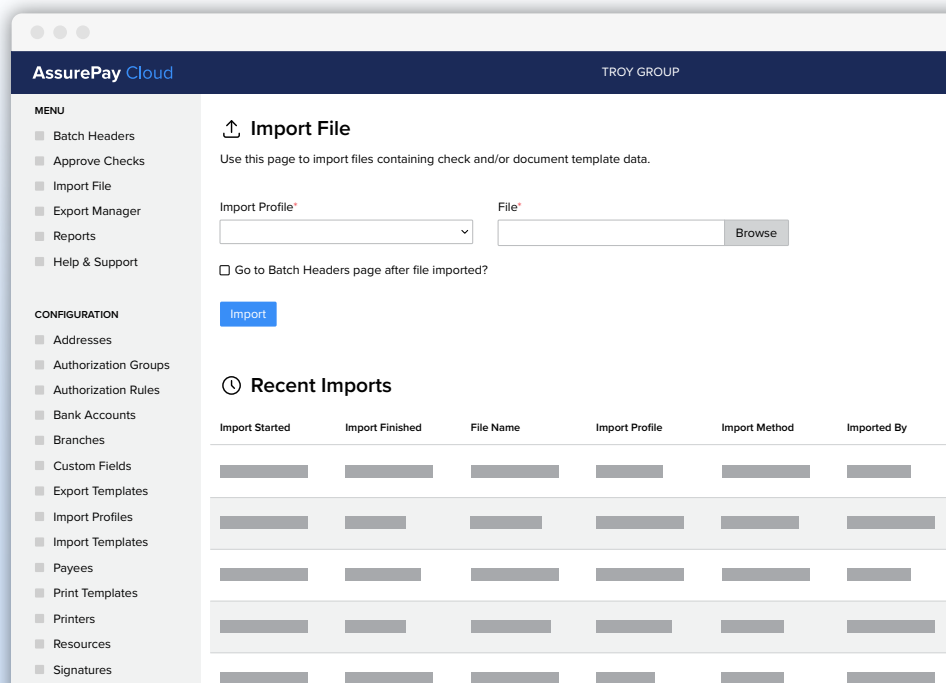 AssurePay Cloud
TROY GROUP
MENU
Batch Headers
Approve Checks
Import File
Export Manager
Reports
Help & Support
CONFIGURATION
Addresses
Authorization Groups
Authorization Rules
Bank Accounts
Branches
Custom Fields
Export Templates
Import Profiles
Import Templates
Payees
Print Templates
Printers
Resources
Signatures
Import File
Use this page to import files containing check and/or document template data.
Import Profile* File*
Browse
Go to Batch Headers page after file imported?
Import
Recent Imports
Import Started Import Finished File Name Import Profile Import Method Imported By